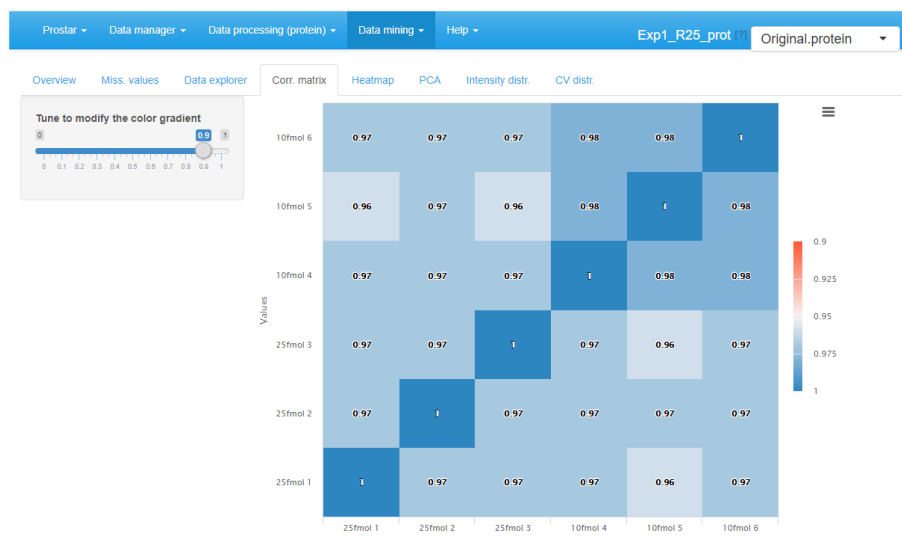 Prostar Data manager Data processing (protein) Data mining Help Exp1_R25_prot [?] Original.protein
Overview Miss. values Data explorer Corr. matrix Heatmap PCA Intensity distr. CV distr.
Tune to modify the color gradient
0 0.9 1
0 0.1 0.2 0.3 0.4 0.5 0.6 0.7 0.8 0.9 1
Values
10fmol 6 0.97 0.97 0.97 0.98 0.98 1
10fmol 5 0.96 0.97 0.96 0.98 1 0.98
10fmol 4 0.97 0.97 0.97 1 0.98 0.98
25fmol 3 0.97 0.97 1 0.97 0.96 0.97
25fmol 2 0.97 1 0.97 0.97 0.97 0.97
25fmol 1 1 0.97 0.97 0.97 0.96 0.97
25fmol 1 25fmol 2 25fmol 3 10fmol 4 10fmol 5 10fmol 6
0.9
0.925
0.95
0.975
1